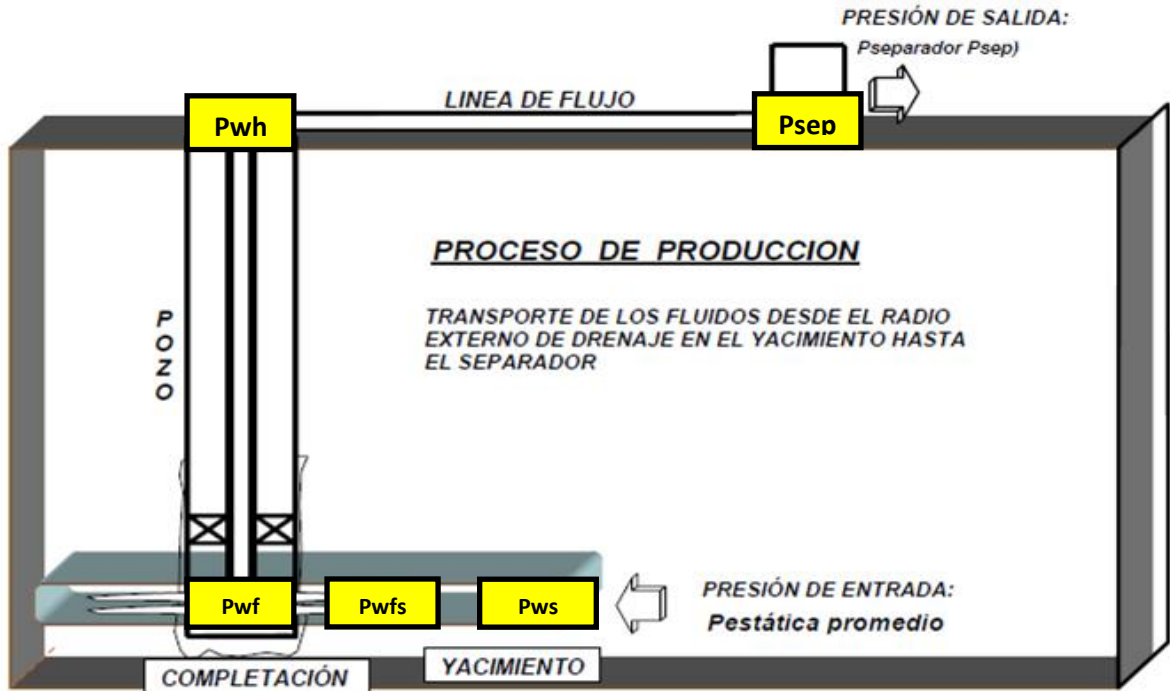 PRESIÓN DE SALIDA:
Pseparador Psep)
LINEA DE FLUJO
Pwh
Psep
PROCESO DE PRODUCCION
TRANSPORTE DE LOS FLUIDOS DESDE EL RADIO
EXTERNO DE DRENAJE EN EL YACIMIENTO HASTA
EL SEPARADOR
P
O
Z
O
Pwf
Pwfs
Pws
PRESIÓN DE ENTRADA:
Pestática promedio
COMPLETACIÓN
YACIMIENTO